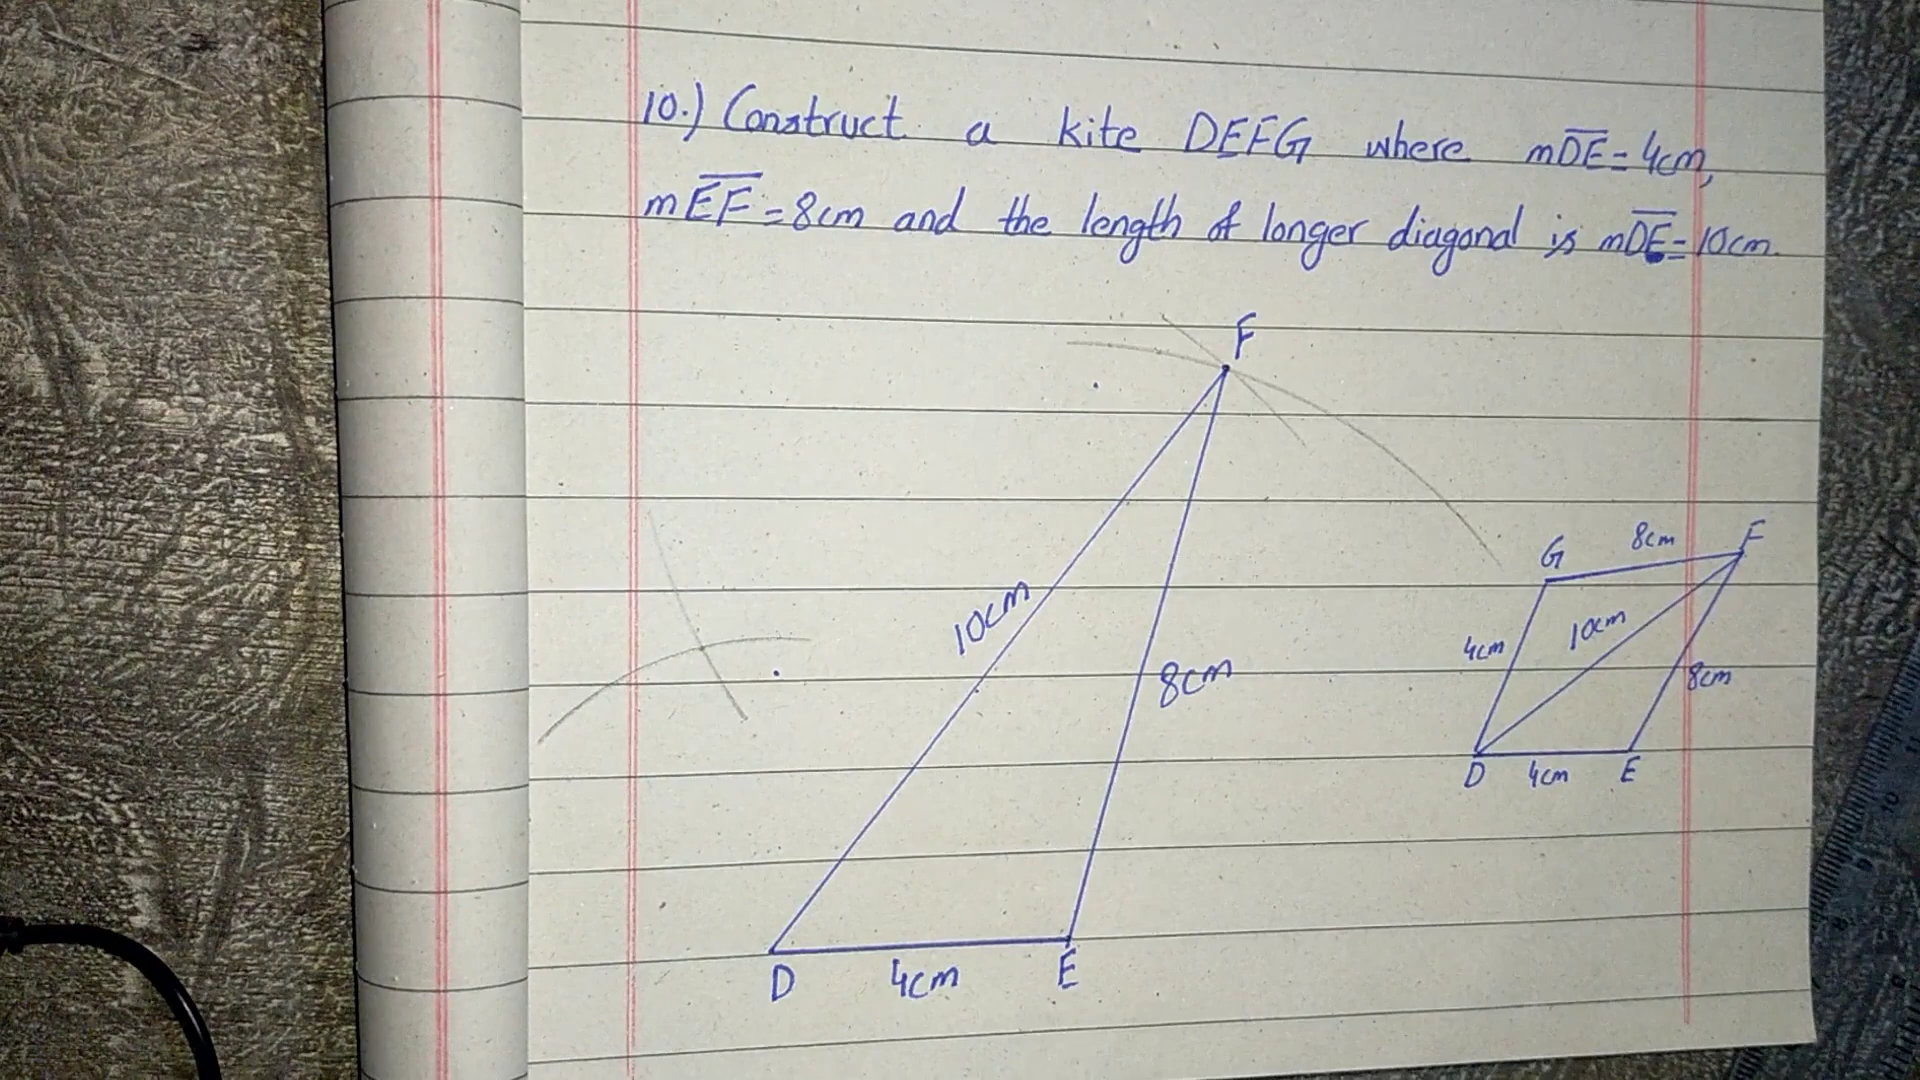 10.) Construct a kite DEFG where mDE=4cm,
mEF=8cm and the length of longer diagonal is mDE=10cm.
F
10cm
8cm
D 4cm E
G 8cm F
4cm 10cm 8cm
D 4cm E